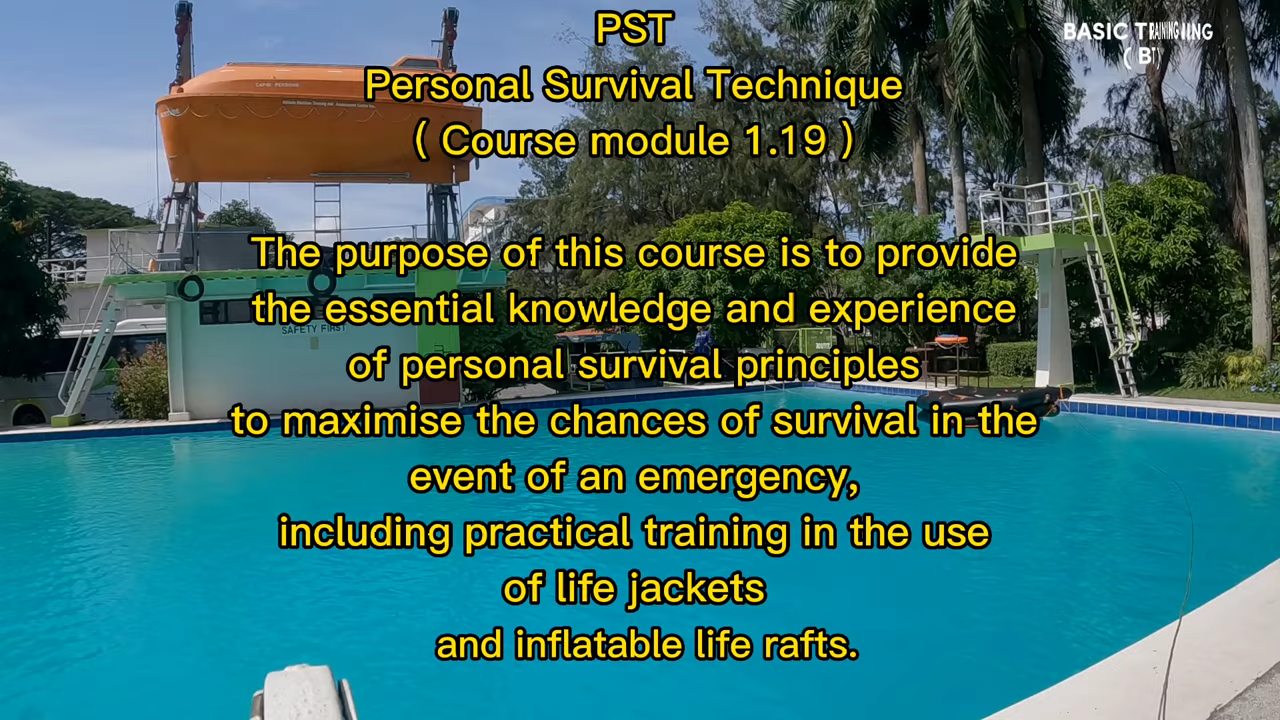 PST
Personal Survival Technique
( Course module 1.19 )
The purpose of this course is to provide
the essential knowledge and experience
of personal survival principles
to maximise the chances of survival in the
event of an emergency,
including practical training in the use
of life jackets
and inflatable life rafts.
BASIC
SAFETY FIRST